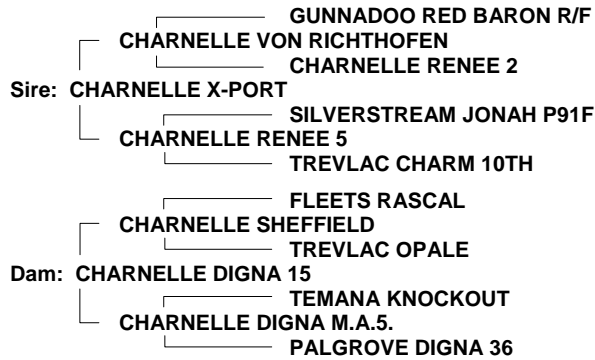 GUNNADOO RED BARON R/F
CHARNELLE VON RICHTHOFEN
CHARNELLE RENEE 2
Sire: CHARNELLE X-PORT
SILVERSTREAM JONAH P91F
CHARNELLE RENEE 5
TREVLAC CHARM 10TH
FLEETS RASCAL
CHARNELLE SHEFFIELD
TREVLAC OPALE
Dam: CHARNELLE DIGNA 15
TEMANA KNOCKOUT
CHARNELLE DIGNA M.A.5.
PALGROVE DIGNA 36